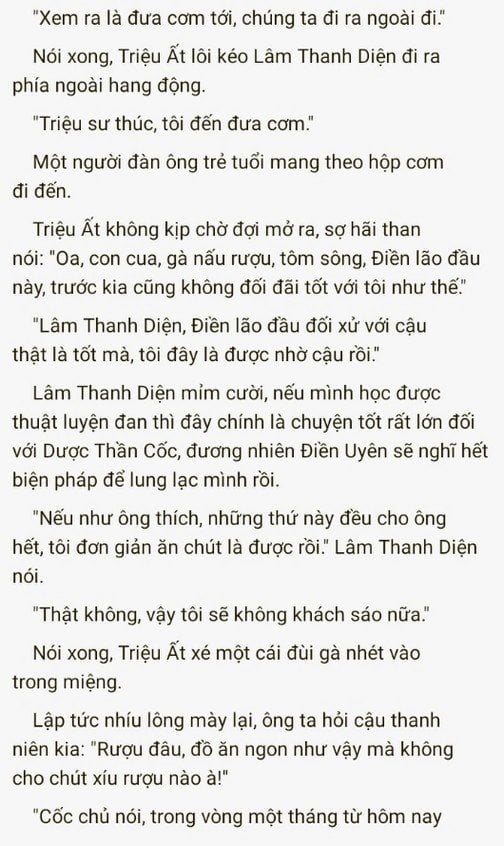 "Xem ra là đưa cơm tới, chúng ta đi ra ngoài đi."
Nói xong, Triệu Ất lôi kéo Lâm Thanh Diện đi ra
phía ngoài hang động.
"Triệu sư thúc, tôi đến đưa cơm."
Một người đàn ông trẻ tuổi mang theo hộp cơm
đi đến.
Triệu Ất không kịp chờ đợi mở ra, sợ hãi than
nói: "Oa, con cua, gà nấu rượu, tôm sông, Điền lão đầu
này, trước kia cũng không đối đãi tốt với tôi như thế."
"Lâm Thanh Diện, Điền lão đầu đối xử với cậu
thật là tốt mà, tôi đây là được nhờ cậu rồi."
Lâm Thanh Diện mỉm cười, nếu mình học được
thuật luyện đan thì đây chính là chuyện tốt rất lớn đối
với Dược Thần Cốc, đương nhiên Điền Uyên sẽ nghĩ hết
biện pháp để lung lạc mình rồi.
"Nếu như ông thích, những thứ này đều cho ông
hết, tôi đơn giản ăn chút là được rồi." Lâm Thanh Diện
nói.
"Thật không, vậy tôi sẽ không khách sáo nữa."
Nói xong, Triệu Ất xé một cái đùi gà nhét vào
trong miệng.
Lập tức nhíu lông mày lại, ông ta hỏi cậu thanh
niên kia: "Rượu đâu, đồ ăn ngon như vậy mà không
cho chút xíu rượu nào à!"
"Cốc chủ nói, trong vòng một tháng từ hôm nay